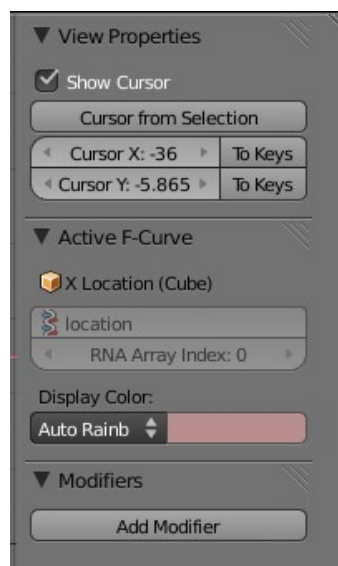 View Properties
Show Cursor
Cursor from Selection
Cursor X: -36 To Keys
Cursor Y: -5.865 To Keys
Active F-Curve
X Location (Cube)
location
RNA Array Index: 0
Display Color:
Auto Rainb
Modifiers
Add Modifier